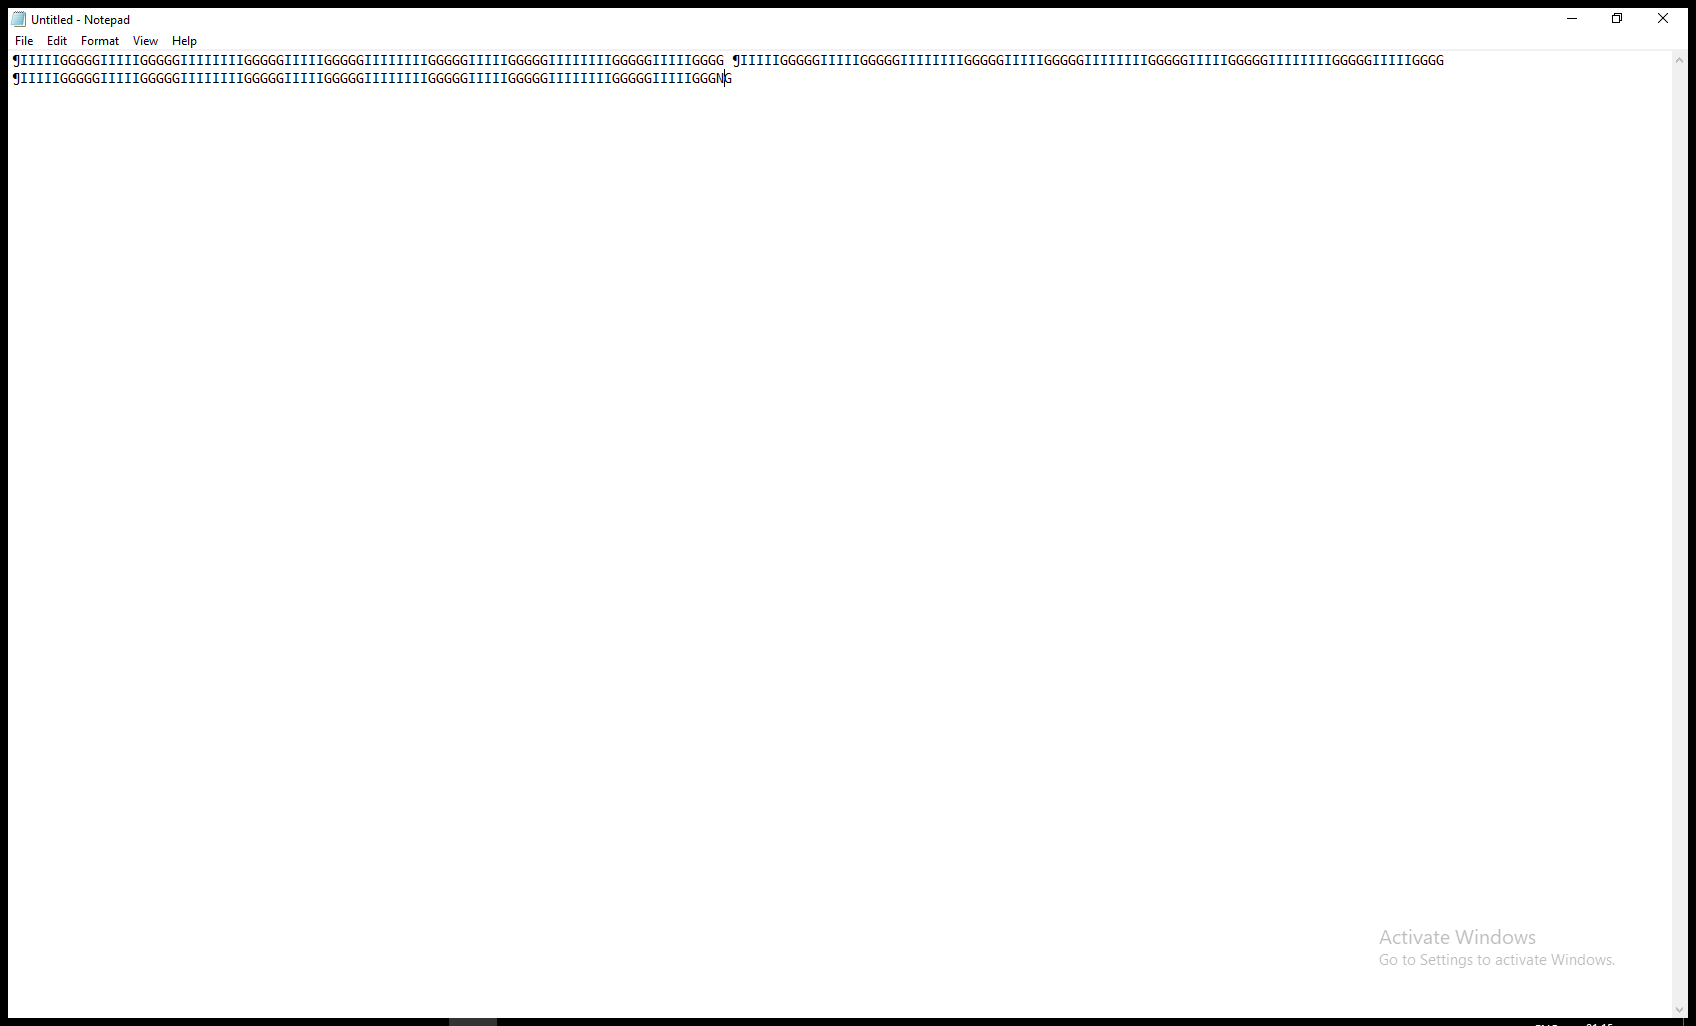 Untitled - Notepad
File Edit Format View Help
¶IIIIIGGGGGIIIIIGGGGGIIIIIIIIGGGGGIIIIIGGGGGIIIIIIIIGGGGGIIIIIGGGGGIIIIIIIIGGGGGIIIIIGGGG ¶IIIIIGGGGGIIIIIGGGGGIIIIIIIIGGGGGIIIIIGGGGGIIIIIIIIGGGGGIIIIIGGGGGIIIIIIIIGGGGGIIIIIGGGG
¶IIIIIGGGGGIIIIIGGGGGIIIIIIIIGGGGGIIIIIGGGGGIIIIIIIIGGGGGIIIIIGGGGGIIIIIIIIGGGGGIIIIIGGGNG
Activate Windows
Go to Settings to activate Windows.